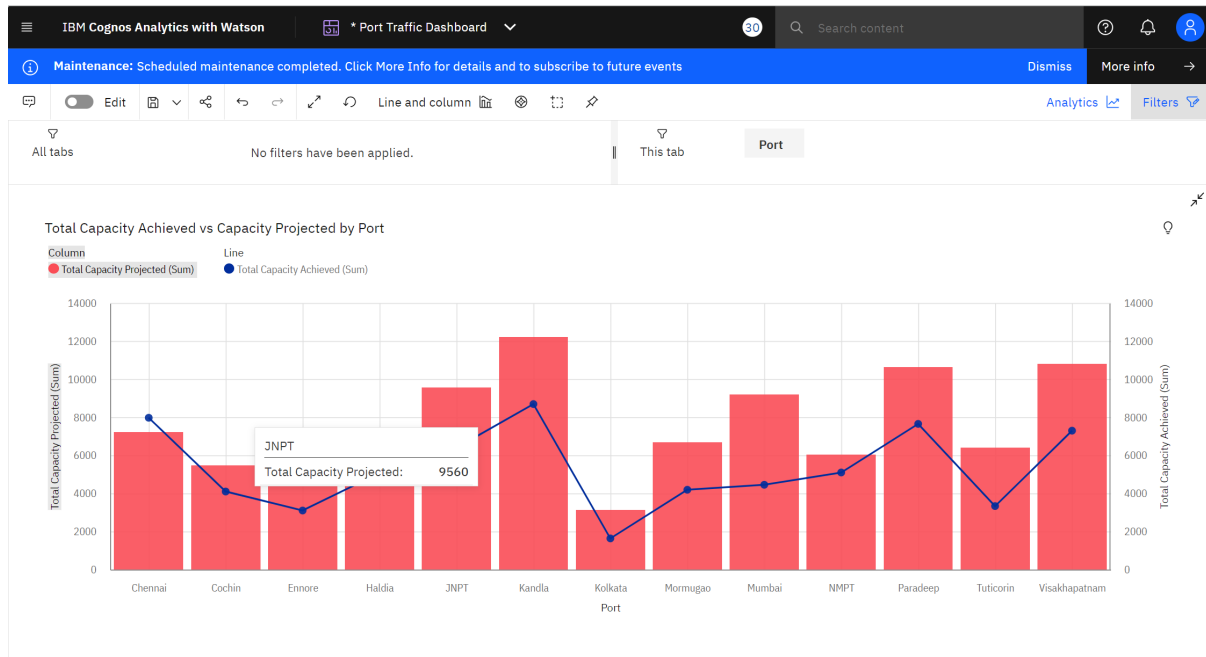 IBM Cognos Analytics with Watson
* Port Traffic Dashboard
30
Search content
Maintenance: Scheduled maintenance completed. Click More Info for details and to subscribe to future events
Dismiss
More info
Edit
Line and column
Analytics
Filters
All tabs
No filters have been applied.
This tab
Port
Total Capacity Achieved vs Capacity Projected by Port
Column
Line
Total Capacity Projected (Sum)
Total Capacity Achieved (Sum)
14000
12000
10000
8000
6000
4000
2000
0
Total Capacity Projected (Sum)
JNPT
Total Capacity Projected: 9560
14000
12000
10000
8000
6000
4000
2000
0
Total Capacity Achieved (Sum)
Chennai
Cochin
Ennore
Haldia
JNPT
Kandla
Kolkata
Mormugao
Mumbai
NMPT
Paradeep
Tuticorin
Visakhapatnam
Port